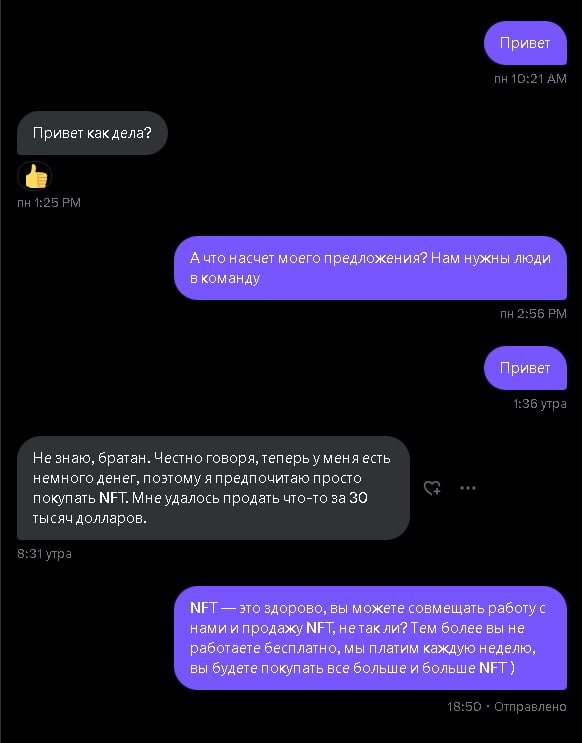 Привет
пн 10:21 AM
Привет как дела?
пн 1:25 PM
А что насчет моего предложения? Нам нужны люди
в команду
пн 2:56 PM
Привет
1:36 утра
Не знаю, братан. Честно говоря, теперь у меня есть
немного денег, поэтому я предпочитаю просто
покупать NFT. Мне удалось продать что-то за 30
тысяч долларов.
8:31 утра
NFT — это здорово, вы можете совмещать работу с
нами и продажу NFT, не так ли? Тем более вы не
работаете бесплатно, мы платим каждую неделю,
вы будете покупать все больше и больше NFT )
18:50 · Отправлено